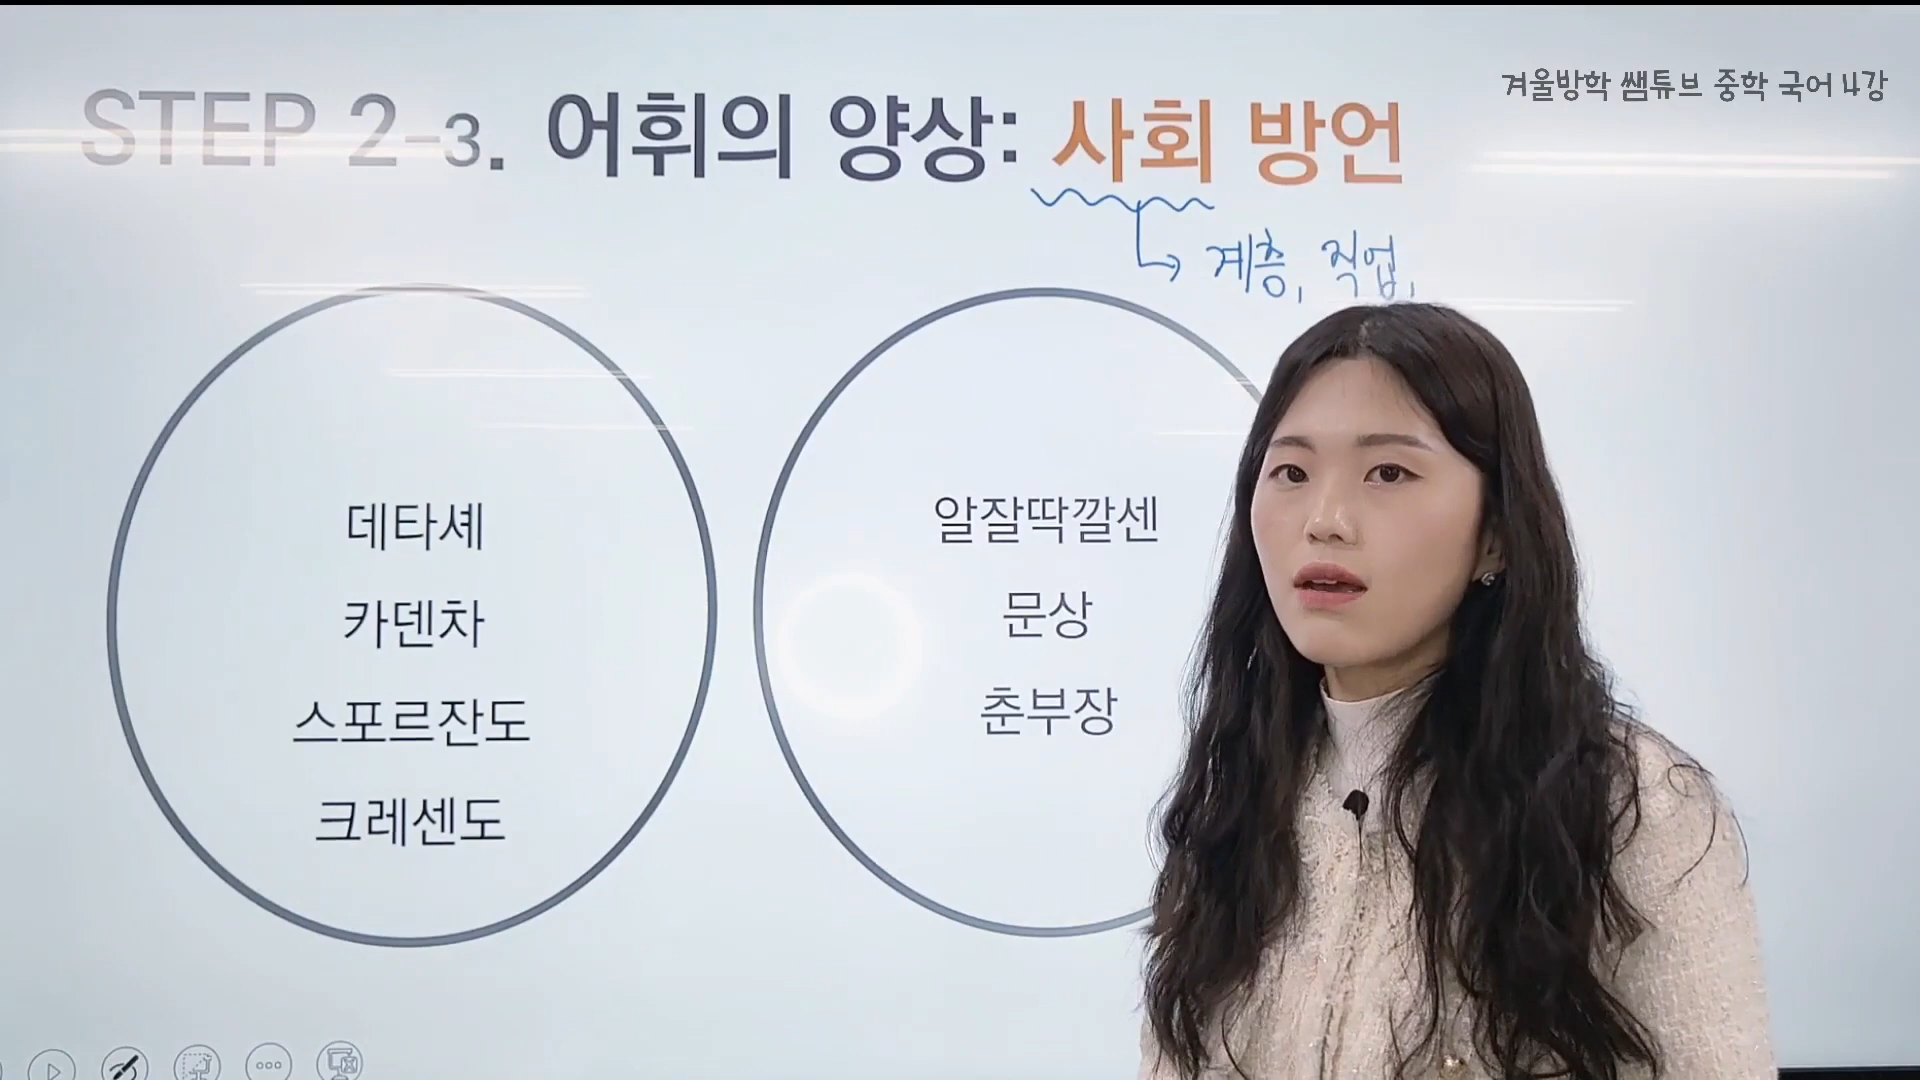 겨울방학 쌤튜브 중학 국어 4강
STEP 2-3. 어휘의 양상: 사회 방언
계층, 직업,
데타셰
카덴차
스포르잔도
크레센도
알잘딱깔센
문상
춘부장